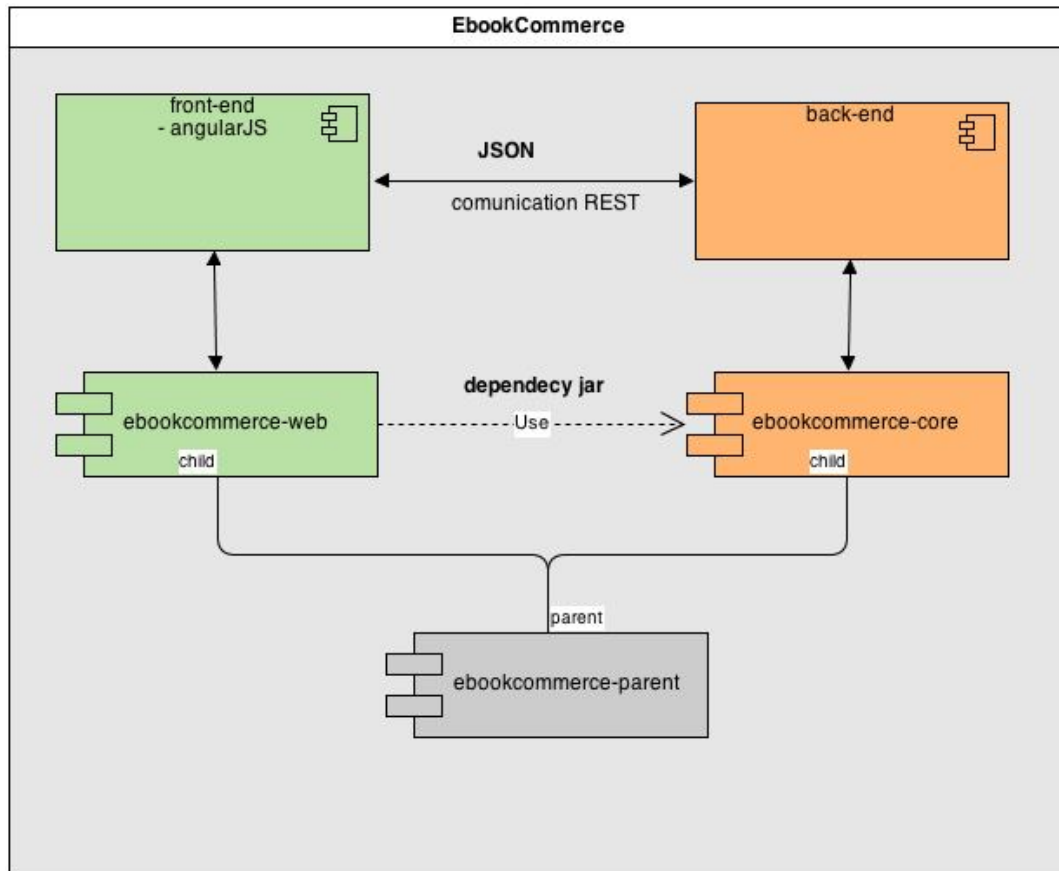 EbookCommerce
front-end
- angularJS
back-end
JSON
comunication REST
dependecy jar
ebookcommerce-web
Use
ebookcommerce-core
child
child
parent
ebookcommerce-parent